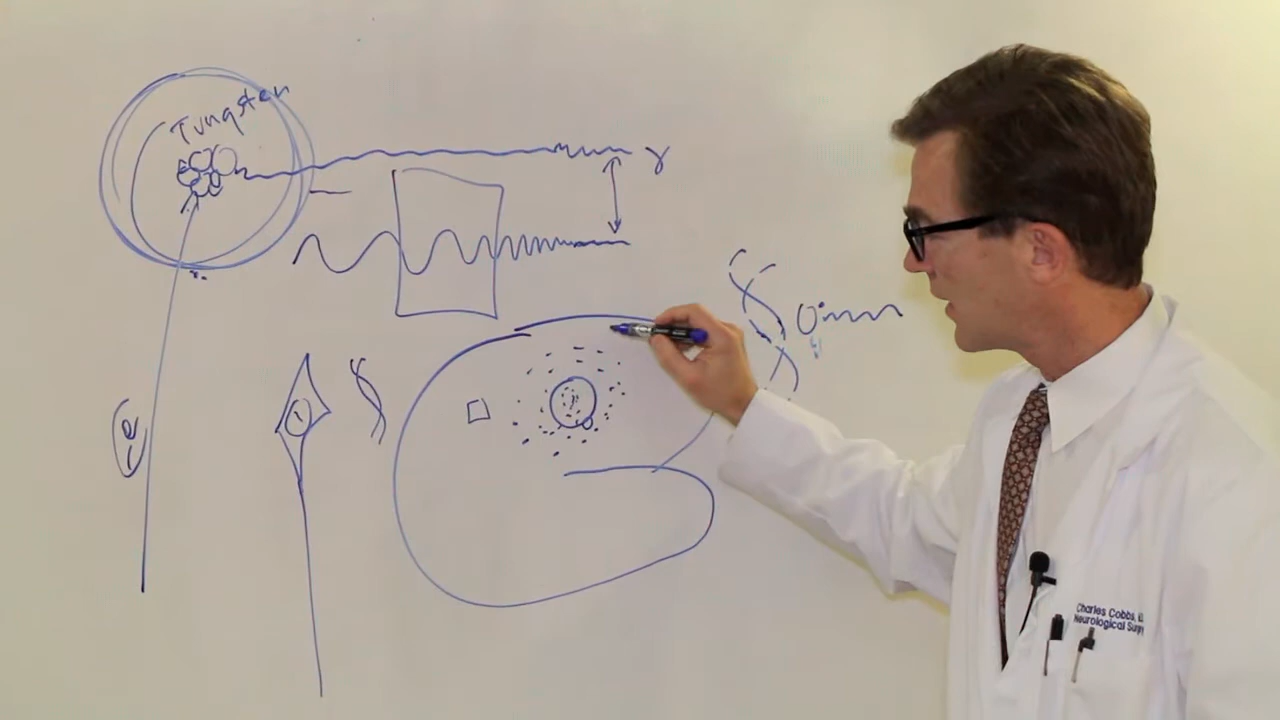 Tungsten
γ
e
Charles Cobbs,
Neurological Surg